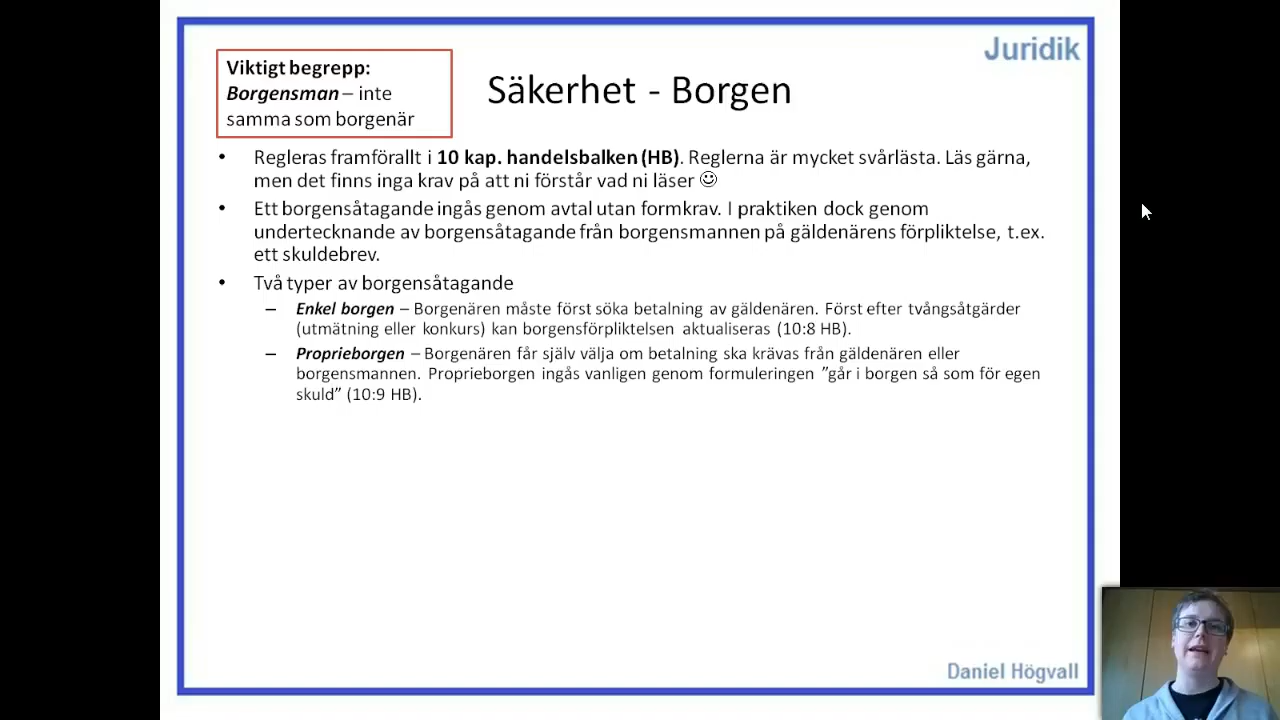 Juridik
Viktigt begrepp:
Borgensman – inte
samma som borgenär
Säkerhet - Borgen
• Regleras framförallt i 10 kap. handelsbalken (HB). Reglerna är mycket svårlästa. Läs gärna,
men det finns inga krav på att ni förstår vad ni läser ☺
• Ett borgensåtagande ingås genom avtal utan formkrav. I praktiken dock genom
undertecknande av borgensåtagande från borgensmannen på gäldenärens förpliktelse, t.ex.
ett skuldebrev.
• Två typer av borgensåtagande
– Enkel borgen – Borgenären måste först söka betalning av gäldenären. Först efter tvångsåtgärder
(utmätning eller konkurs) kan borgensförpliktelsen aktualiseras (10:8 HB).
– Proprieborgen – Borgenären får själv välja om betalning ska krävas från gäldenären eller
borgensmannen. Proprieborgen ingås vanligen genom formuleringen ”går i borgen så som för egen
skuld” (10:9 HB).
Daniel Högvall